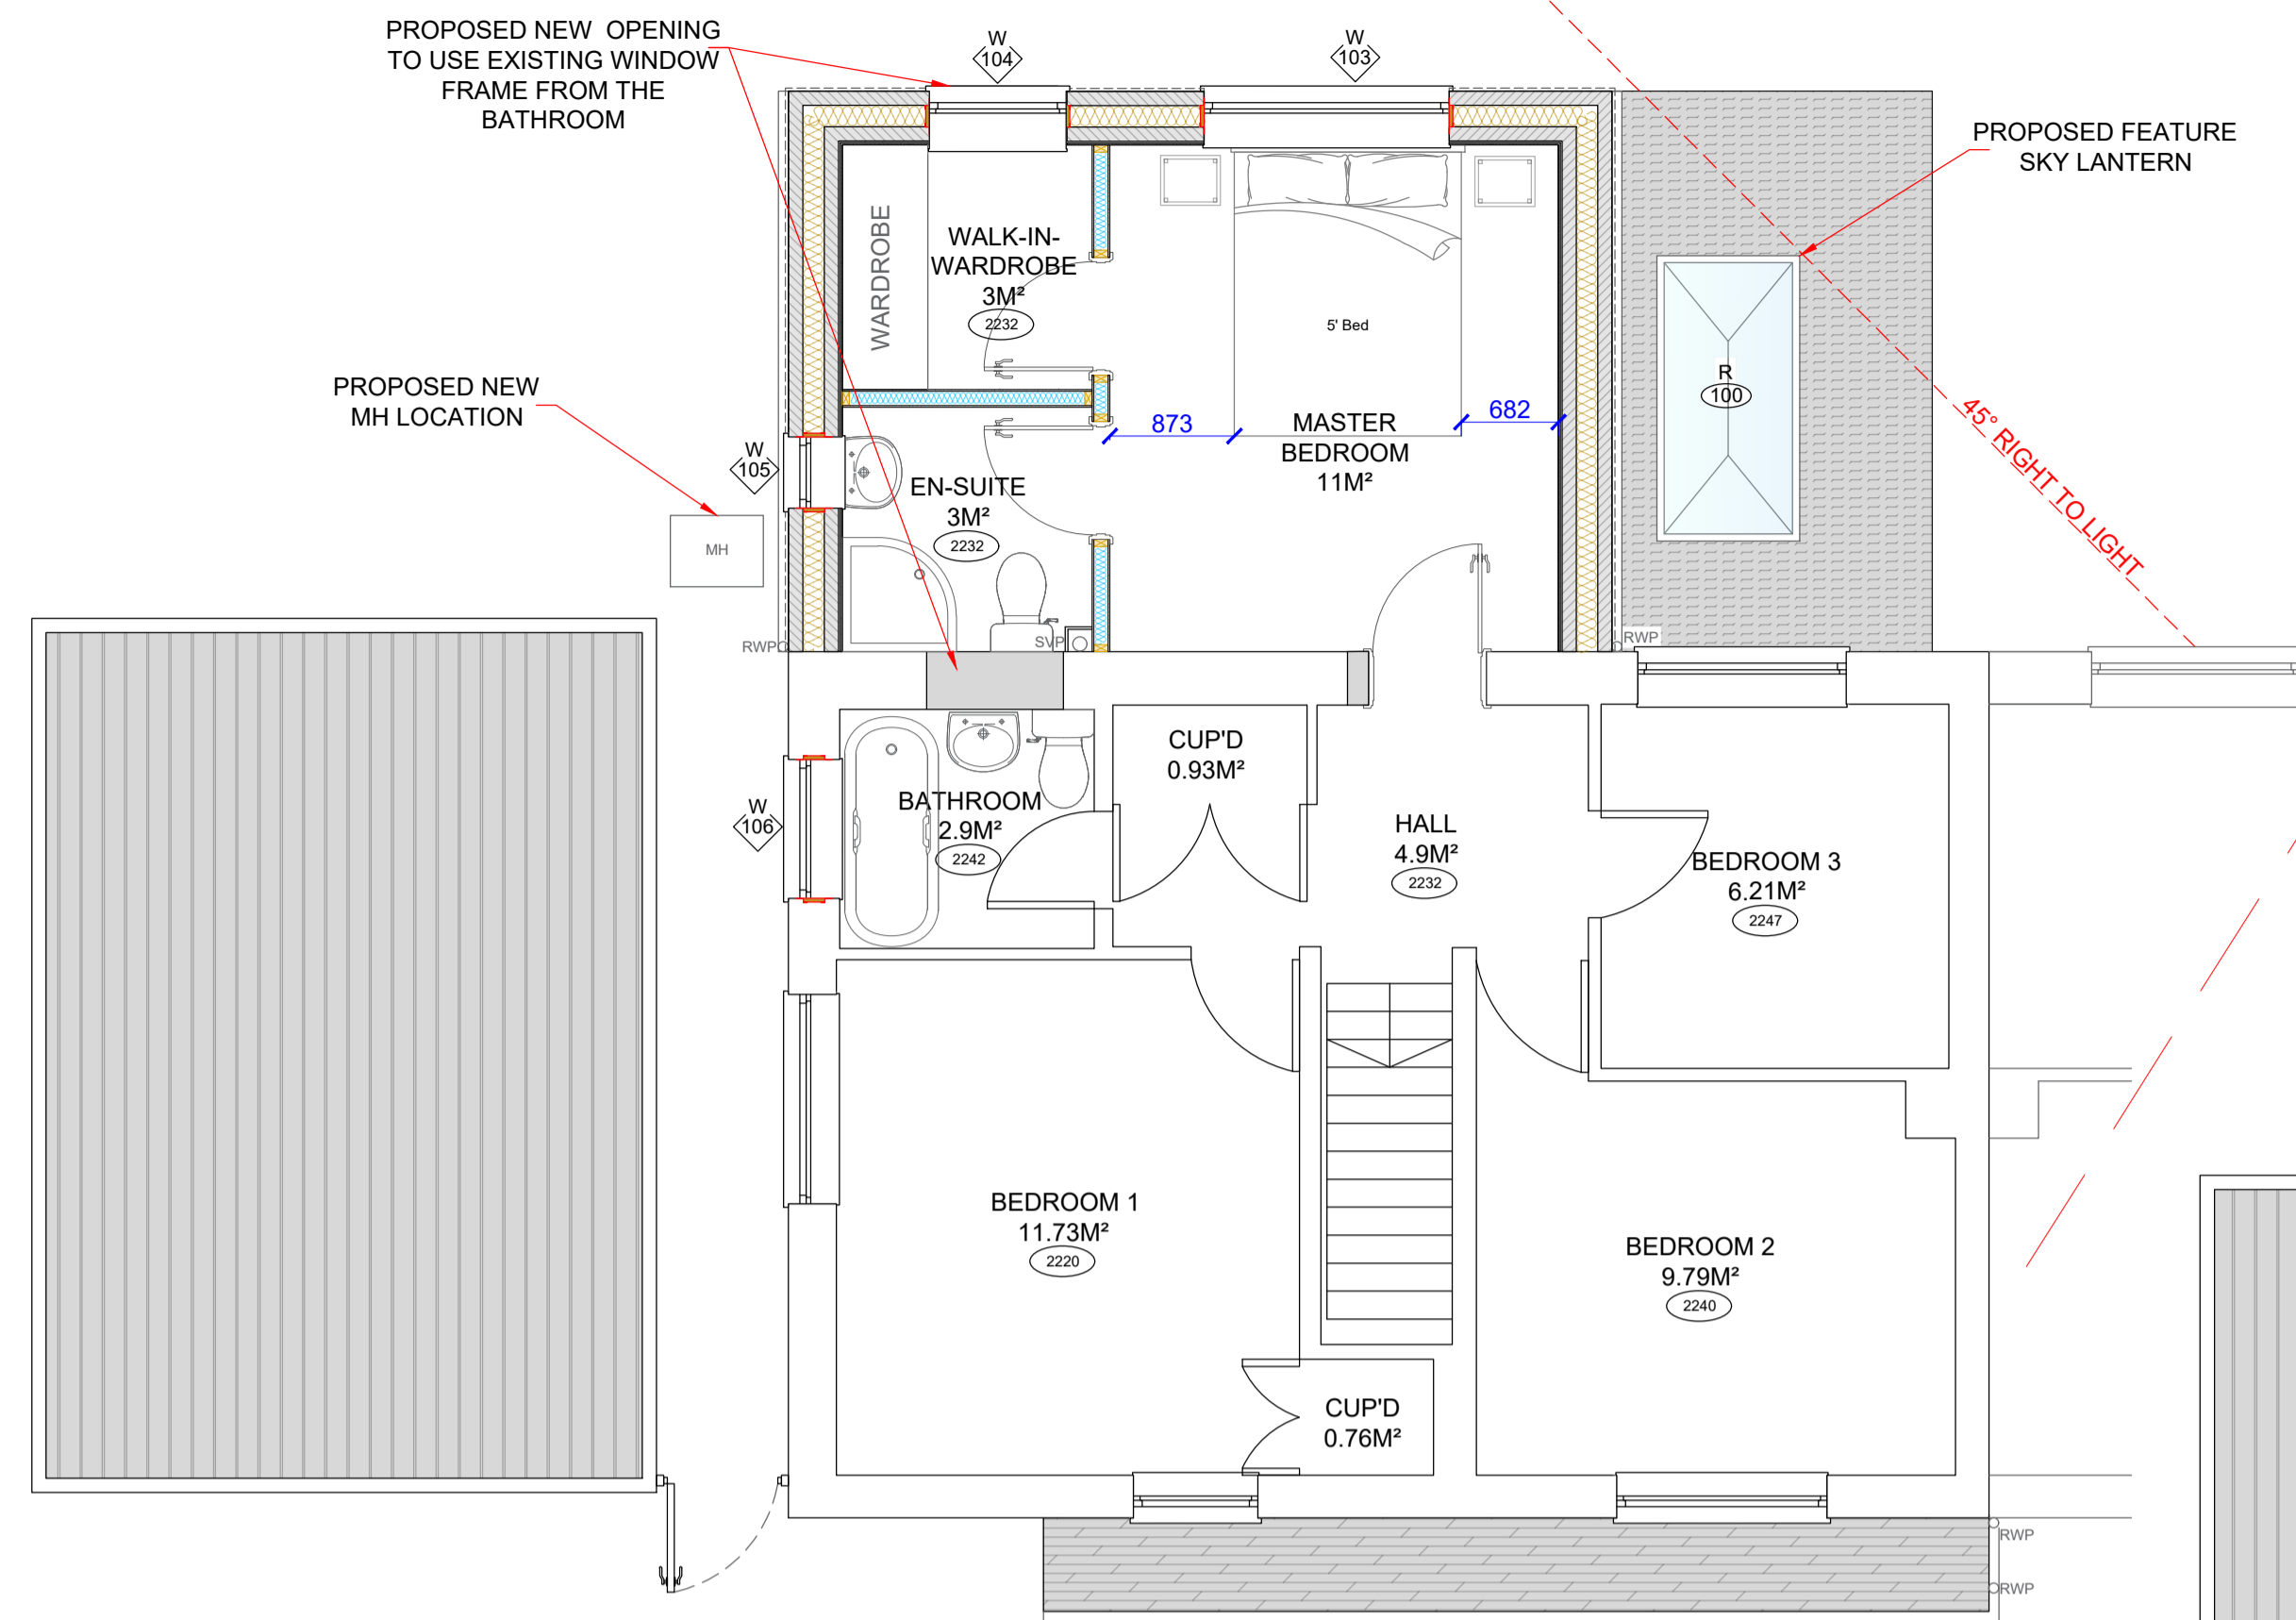 PROPOSED NEW OPENING
TO USE EXISTING WINDOW
FRAME FROM THE
BATHROOM
W
104
W
103
PROPOSED FEATURE
SKY LANTERN
WARDROBE
WALK-IN-
WARDROBE
3M²
2232
5' Bed
R
100
PROPOSED NEW
MH LOCATION
873
682
MASTER
BEDROOM
11M²
45° RIGHT TO LIGHT
W
105
EN-SUITE
3M²
2232
MH
RWP
SVP
RWP
CUP'D
0.93M²
W
106
BATHROOM
2.9M²
2242
HALL
4.9M²
2232
BEDROOM 3
6.21M²
2247
BEDROOM 1
11.73M²
2220
BEDROOM 2
9.79M²
2240
CUP'D
0.76M²
RWP
RWP